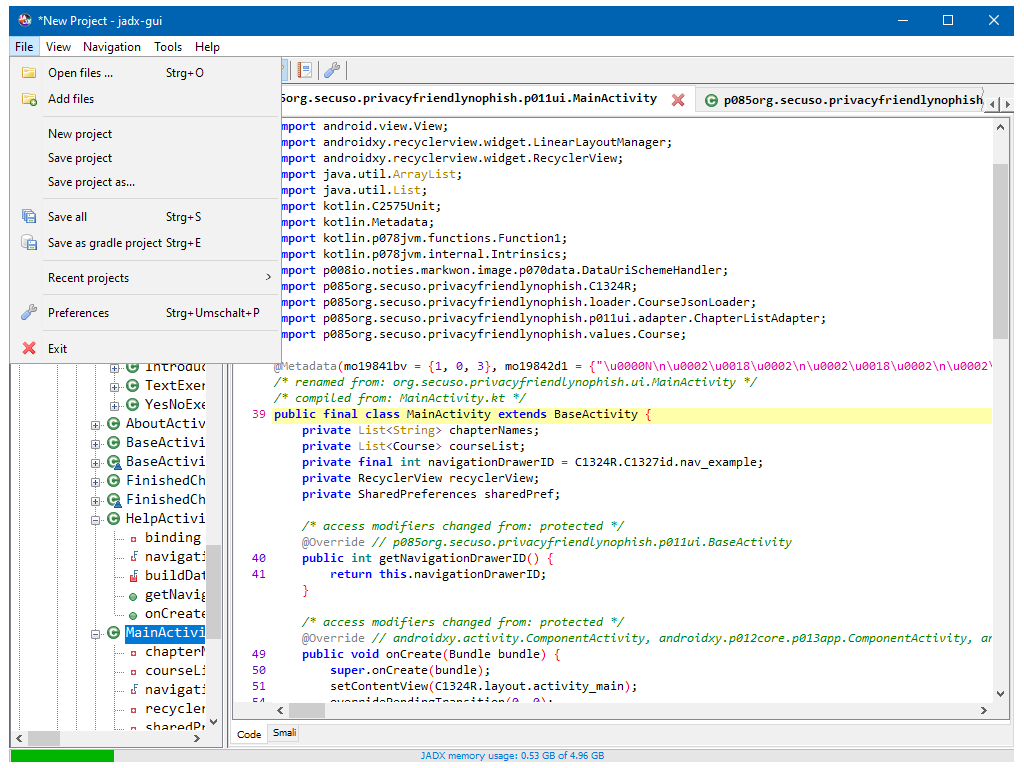 *New Project - jadx-gui
File View Navigation Tools Help
Open files ... Strg+O
Add files
New project
Save project
Save project as...
Save all Strg+S
Save as gradle project Strg+E
Recent projects
Preferences Strg+Umschalt+P
Exit
Introduc
TextExer
YesNoExe
AboutActiv
BaseActivi
BaseActivi
FinishedCh
FinishedCh
HelpActivi
binding
navigati
buildDat
getNavig
onCreate
MainActivi
chapterN
courseLi
navigati
recycler
sharedPr
5org.secuso.privacyfriendlynophish.p011ui.MainActivity
p085org.secuso.privacyfriendlynophish
mport android.view.View;
mport androidxy.recyclerview.widget.LinearLayoutManager;
mport androidxy.recyclerview.widget.RecyclerView;
mport java.util.ArrayList;
mport java.util.List;
mport kotlin.C2575Unit;
mport kotlin.Metadata;
mport kotlin.p078jvm.functions.Function1;
mport kotlin.p078jvm.internal.Intrinsics;
mport p008io.noties.markwon.image.p070data.DataUriSchemeHandler;
mport p085org.secuso.privacyfriendlynophish.C1324R;
mport p085org.secuso.privacyfriendlynophish.loader.CourseJsonLoader;
mport p085org.secuso.privacyfriendlynophish.p011ui.adapter.ChapterListAdapter;
mport p085org.secuso.privacyfriendlynophish.values.Course;
@Metadata(mo19841bv = {1, 0, 3}, mo19842d1 = {"\u0000N\n\u0002\u0018\u0002\n\u0002\u0018\u0002\n\u0002\
/* renamed from: org.secuso.privacyfriendlynophish.ui.MainActivity */
/* compiled from: MainActivity.kt */
39 public final class MainActivity extends BaseActivity {
private List<String> chapterNames;
private List<Course> courseList;
private final int navigationDrawerID = C1324R.C1327id.nav_example;
private RecyclerView recyclerView;
private SharedPreferences sharedPref;
/* access modifiers changed from: protected */
@Override // p085org.secuso.privacyfriendlynophish.p011ui.BaseActivity
40 public int getNavigationDrawerID() {
41 return this.navigationDrawerID;
}
/* access modifiers changed from: protected */
@Override // androidxy.activity.ComponentActivity, androidxy.p012core.p013app.ComponentActivity, ar
49 public void onCreate(Bundle bundle) {
50 super.onCreate(bundle);
51 setContentView(C1324R.layout.activity_main);
54 overridePendingTransition(0, 0);
Code Smali
JADX memory usage: 0.53 GB of 4.96 GB